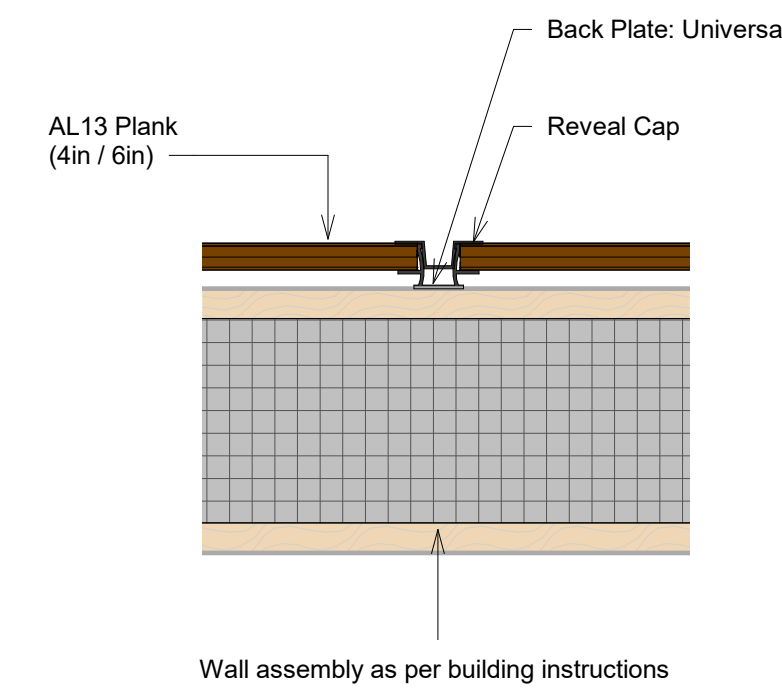 Back Plate: Universa
AL13 Plank
(4in / 6in)
Reveal Cap
Wall assembly as per building instructions